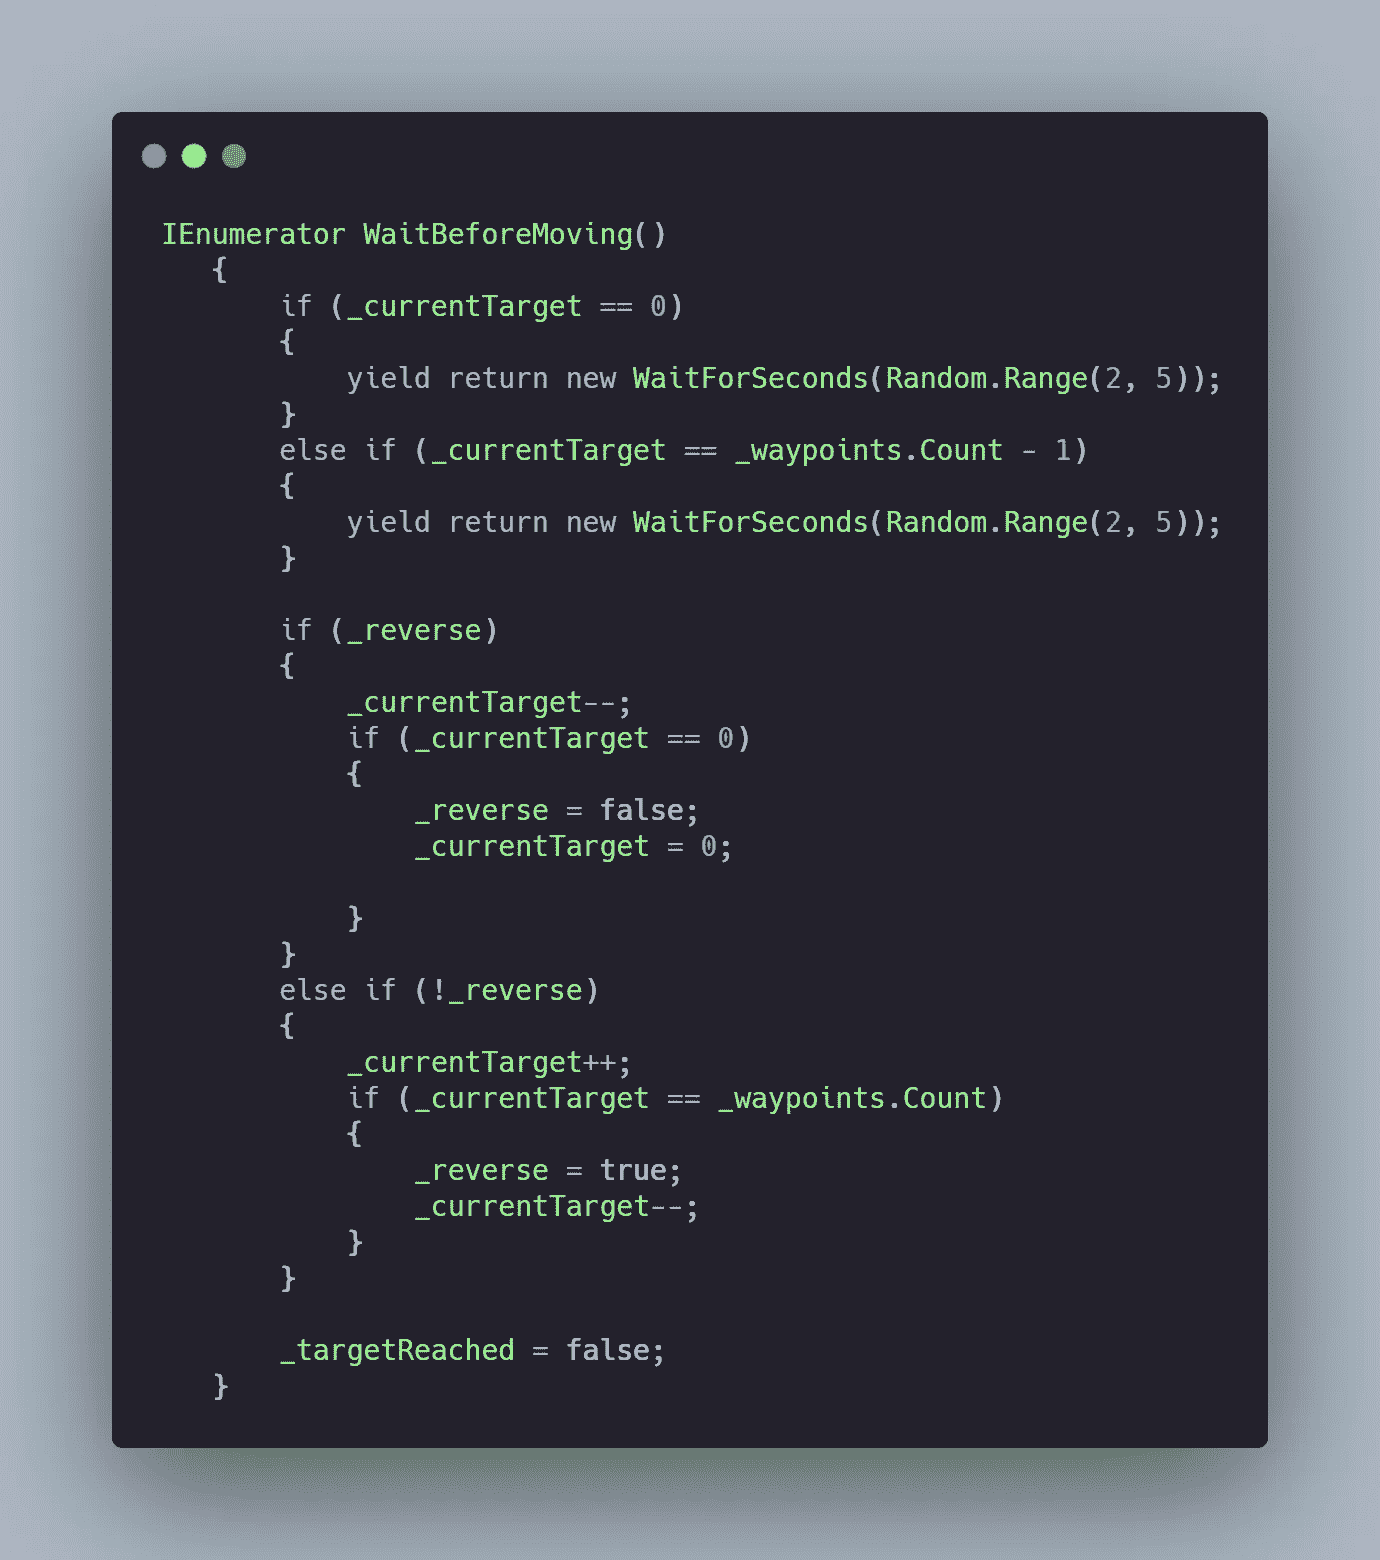 IEnumerator WaitBeforeMoving()
   {
       if (_currentTarget == 0)
       {
           yield return new WaitForSeconds(Random.Range(2, 5));
       }
       else if (_currentTarget == _waypoints.Count - 1)
       {
           yield return new WaitForSeconds(Random.Range(2, 5));
       }

       if (_reverse)
       {
           _currentTarget--;
           if (_currentTarget == 0)
           {
               _reverse = false;
               _currentTarget = 0;

           }
       }
       else if (!_reverse)
       {
           _currentTarget++;
           if (_currentTarget == _waypoints.Count)
           {
               _reverse = true;
               _currentTarget--;
           }
       }

       _targetReached = false;
   }